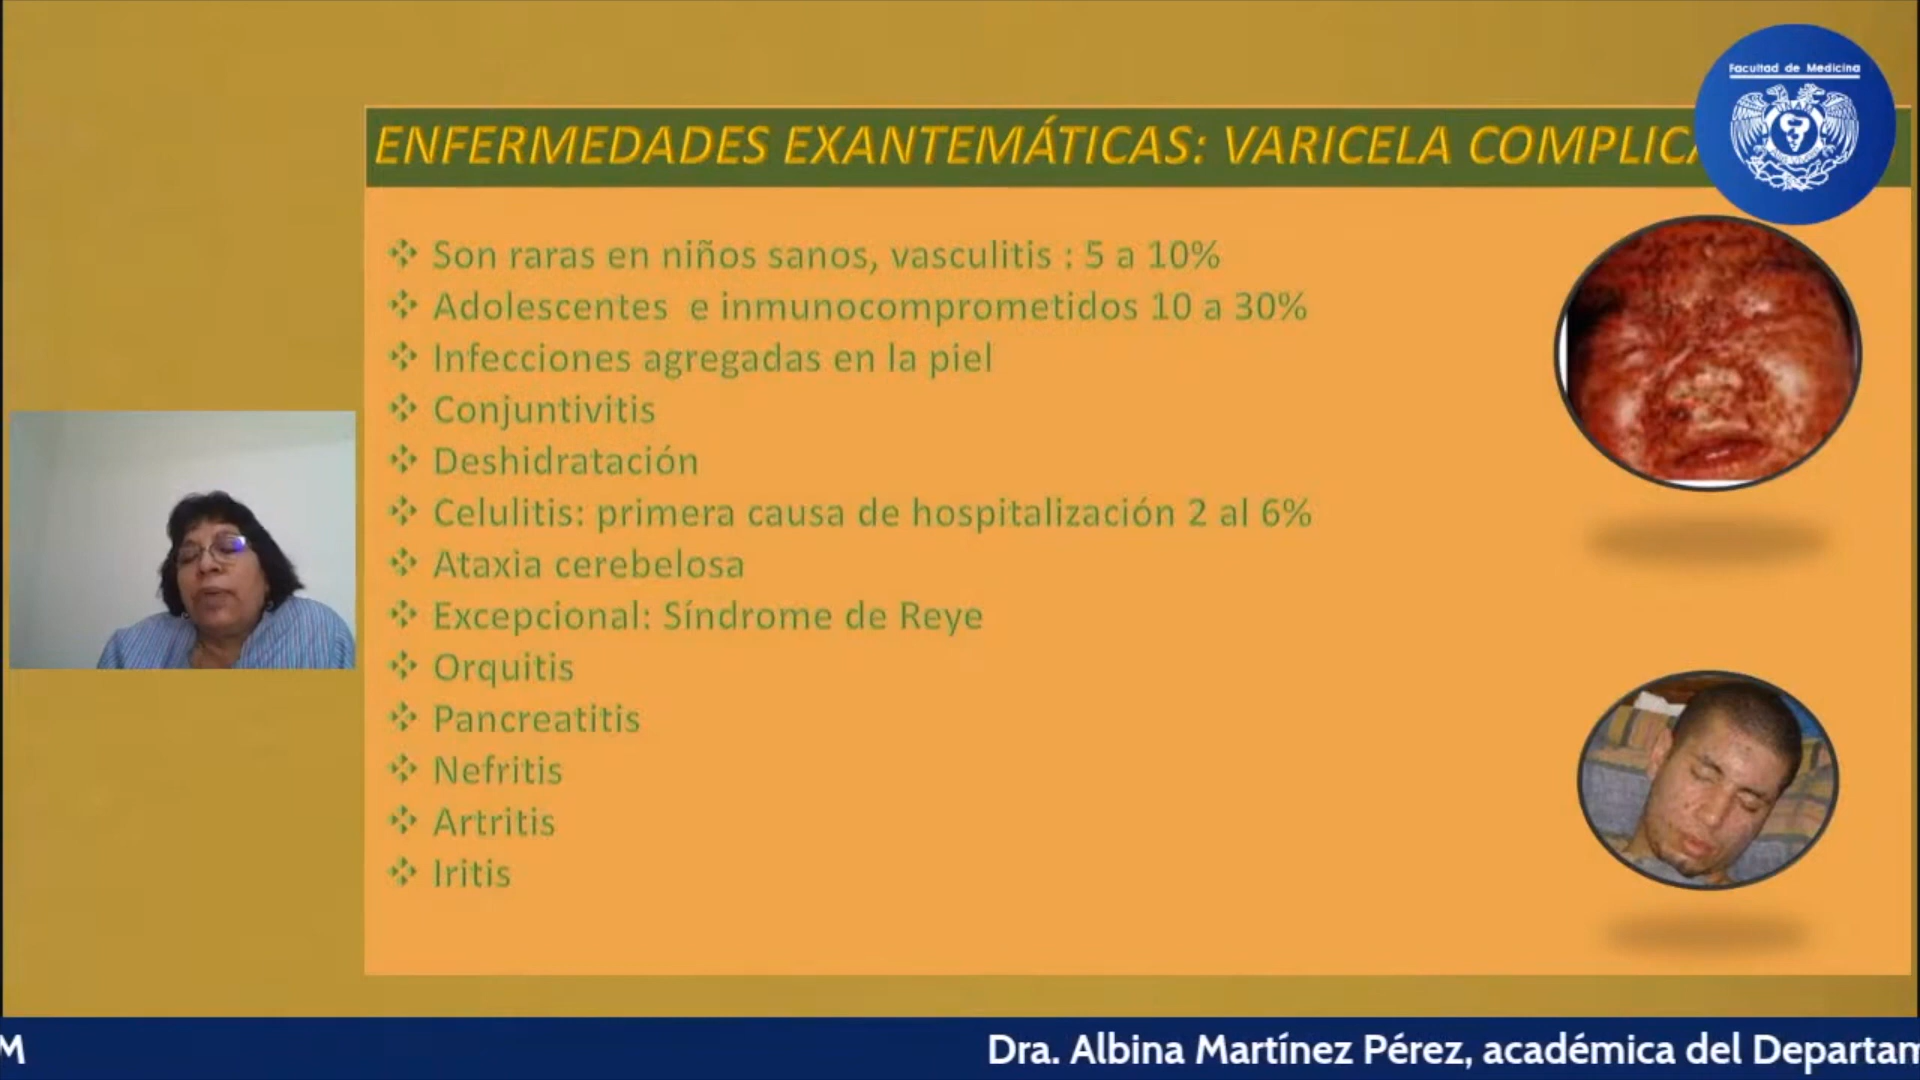 Facultad de Medicina
ENFERMEDADES EXANTEMÁTICAS: VARICELA
Son raras en niños sanos, vasculitis : 5 a 10%
Adolescentes e inmunocomprometidos 10 a 30%
Infecciones agregadas en la piel
Conjuntivitis
Deshidratación
Celulitis: primera causa de hospitalización 2 al 6%
Ataxia cerebelosa
Excepcional: Síndrome de Reye
Orquitis
Pancreatitis
Nefritis
Artritis
Iritis
M Dra. Albina Martínez Pérez, académica del Departam